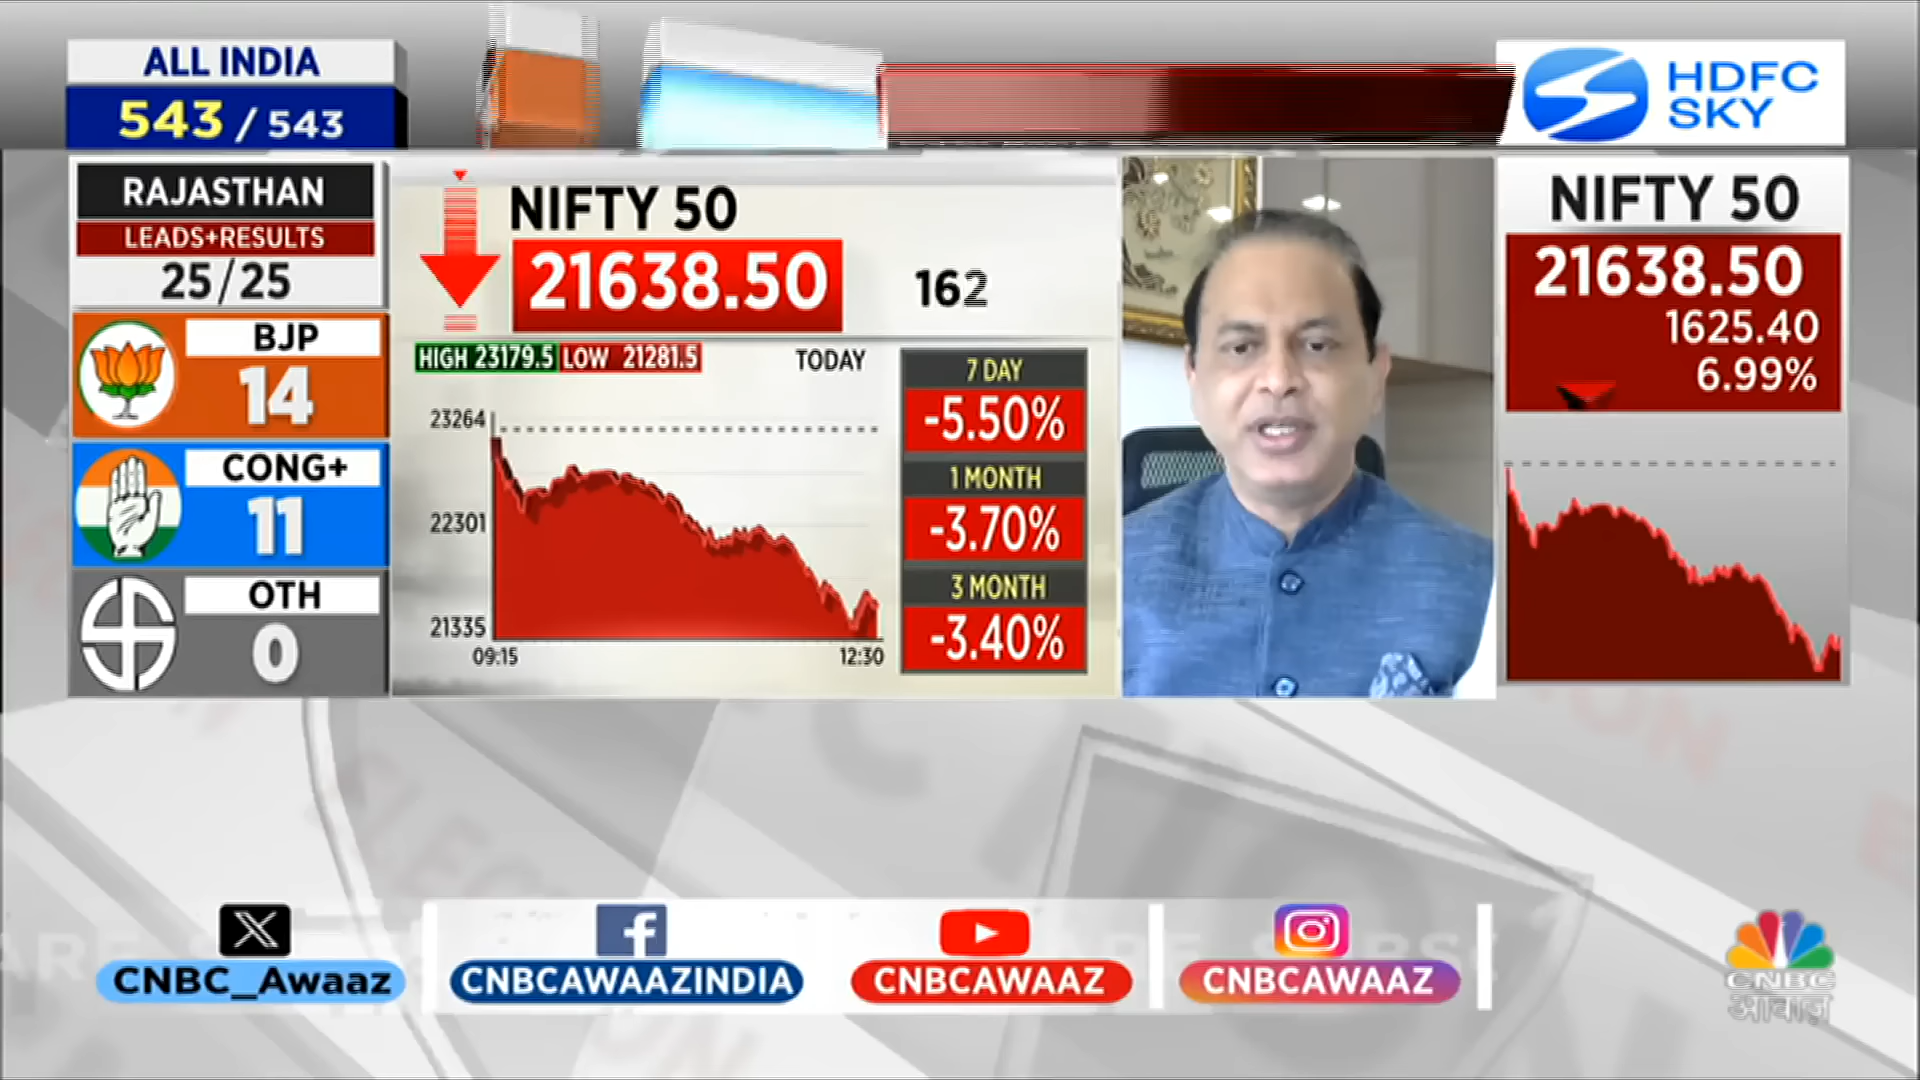 ALL INDIA
543 / 543
HDFC
SKY
RAJASTHAN
LEADS+RESULTS
25/25
BJP
14
CONG+
11
OTH
0
NIFTY 50
21638.50
162
HIGH 23179.5 LOW 21281.5
TODAY
23264
22301
21335
09:15 12:30
7 DAY
-5.50%
1 MONTH
-3.70%
3 MONTH
-3.40%
NIFTY 50
21638.50
1625.40
6.99%
CNBC_Awaaz
CNBCAWAAZINDIA
CNBCAWAAZ
CNBCAWAAZ
CNBC
आवाज़